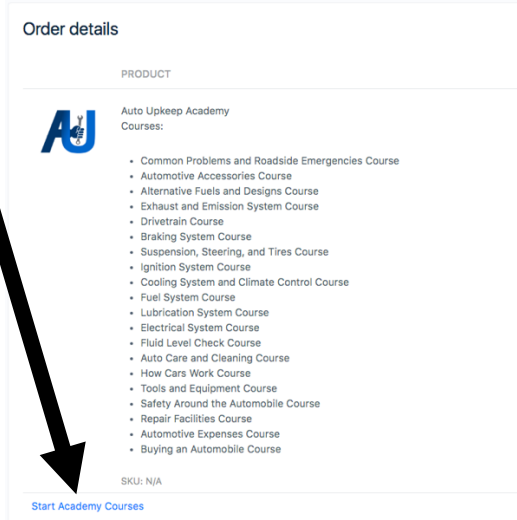 Order details
PRODUCT
AU
Auto Upkeep Academy
Courses:
• Common Problems and Roadside Emergencies Course
• Automotive Accessories Course
• Alternative Fuels and Designs Course
• Exhaust and Emission System Course
• Drivetrain Course
• Braking System Course
• Suspension, Steering, and Tires Course
• Ignition System Course
• Cooling System and Climate Control Course
• Fuel System Course
• Lubrication System Course
• Electrical System Course
• Fluid Level Check Course
• Auto Care and Cleaning Course
• How Cars Work Course
• Tools and Equipment Course
• Safety Around the Automobile Course
• Repair Facilities Course
• Automotive Expenses Course
• Buying an Automobile Course
SKU: N/A
Start Academy Courses